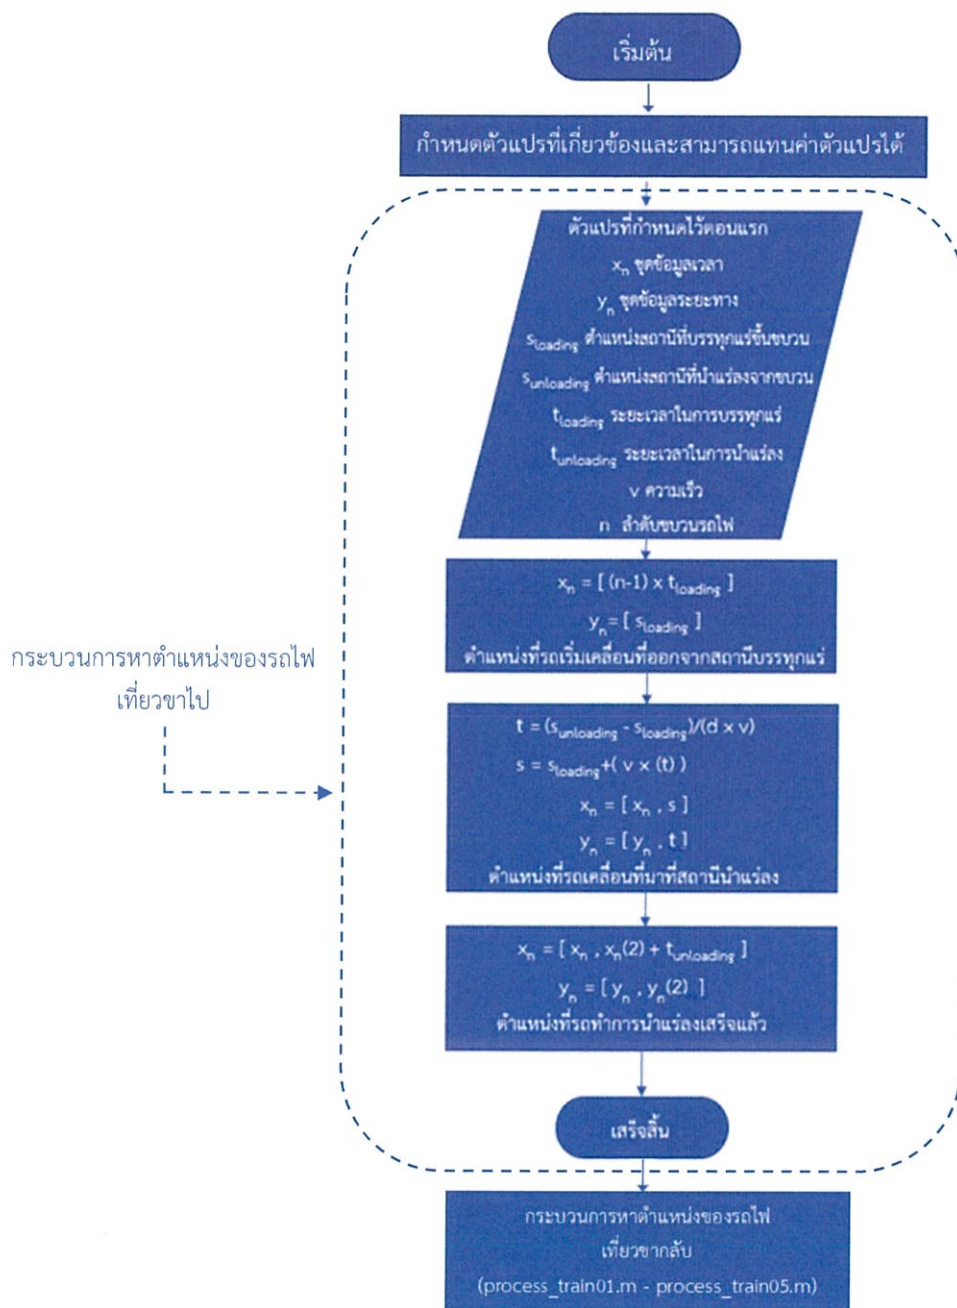 เริ่มต้น
กำหนดตัวแปรที่เกี่ยวข้องและสามารถแทนค่าตัวแปรได้
ตัวแปรที่กำหนดไว้ตอนแรก
xₙ ชุดข้อมูลเวลา
yₙ ชุดข้อมูลระยะทาง
s_loading ตำแหน่งสถานีที่บรรทุกแร่ขึ้นขบวน
s_unloading ตำแหน่งสถานีที่นำแร่ลงจากขบวน
t_loading ระยะเวลาในการบรรทุกแร่
t_unloading ระยะเวลาในการนำแร่ลง
v ความเร็ว
n ลำดับขบวนรถไฟ
xₙ = [ (n-1) x t_loading ]
yₙ = [ s_loading ]
ตำแหน่งที่รถเริ่มเคลื่อนที่ออกจากสถานีบรรทุกแร่
กระบวนการหาตำแหน่งของรถไฟ
เที่ยวขาไป
t = (s_unloading - s_loading)/(d x v)
s = s_loading+( v x (t) )
xₙ = [ xₙ , s ]
yₙ = [ yₙ , t ]
ตำแหน่งที่รถเคลื่อนที่มาที่สถานีนำแร่ลง
xₙ = [ xₙ , xₙ(2) + t_unloading ]
yₙ = [ yₙ , yₙ(2) ]
ตำแหน่งที่รถทำการนำแร่ลงเสร็จแล้ว
เสร็จสิ้น
กระบวนการหาตำแหน่งของรถไฟ
เที่ยวขากลับ
(process_train01.m - process_train05.m)